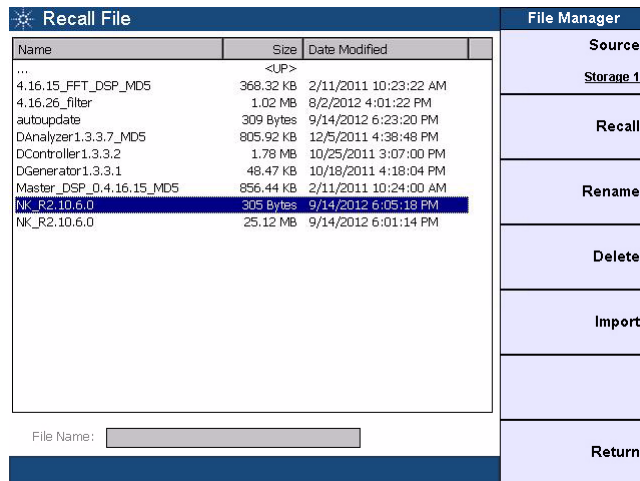 Recall File
File Manager
Name Size Date Modified
... <UP>
4.16.15_FFT_DSP_MD5 368.32 KB 2/11/2011 10:23:22 AM
4.16.26_filter 1.02 MB 8/2/2012 4:01:22 PM
autoupdate 309 Bytes 9/14/2012 6:23:20 PM
DAnalyzer1.3.3.7_MD5 805.92 KB 12/5/2011 4:38:48 PM
DController1.3.3.2 1.78 MB 10/25/2011 3:07:00 PM
DGenerator1.3.3.1 48.47 KB 10/18/2011 4:18:04 PM
Master_DSP_0.4.16.15_MD5 856.44 KB 2/11/2011 10:24:00 AM
NK_R2.10.6.0 305 Bytes 9/14/2012 6:05:18 PM
NK_R2.10.6.0 25.12 MB 9/14/2012 6:01:14 PM
File Name:
Source
Storage 1
Recall
Rename
Delete
Import
Return